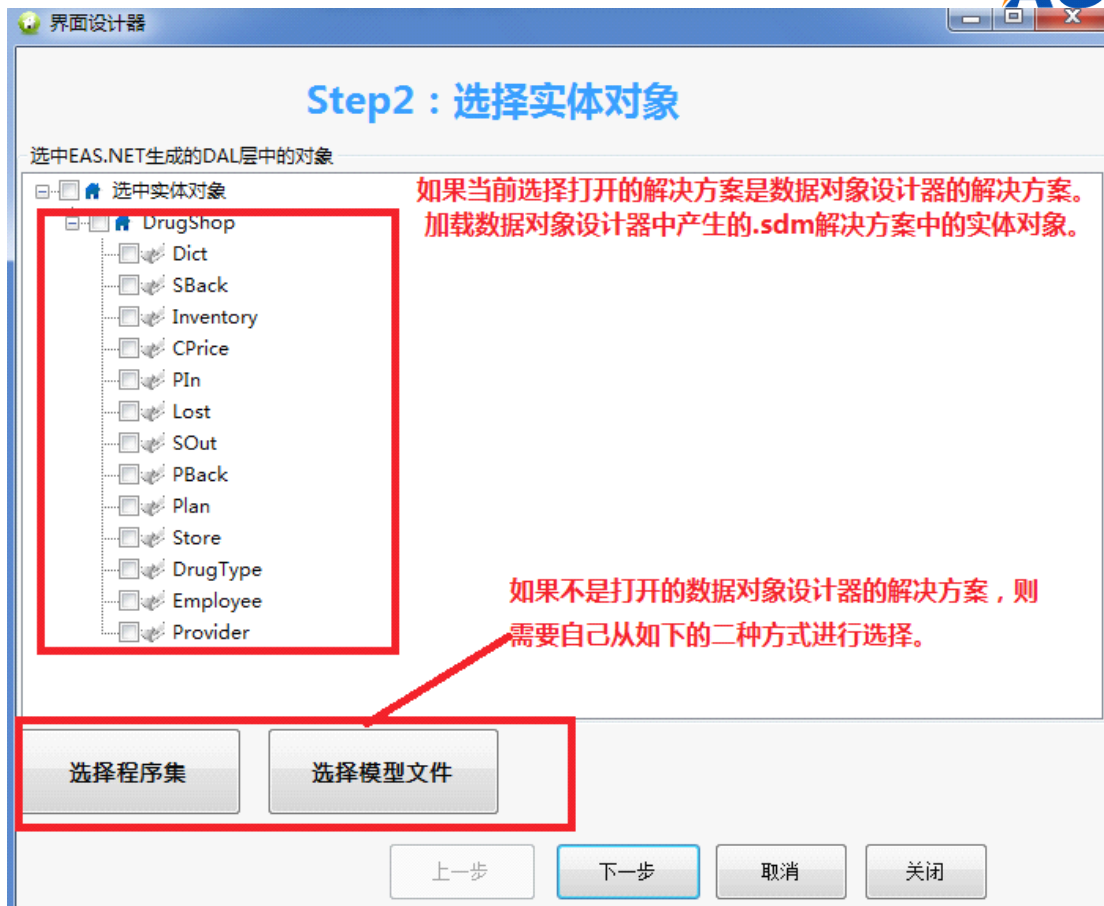 界面设计器
Step2：选择实体对象
选中EAS.NET生成的DAL层中的对象
选中实体对象
如果当前选择打开的解决方案是数据对象设计器的解决方案。
加载数据对象设计器中产生的.sdm解决方案中的实体对象。
DrugShop
Dict
SBack
Inventory
CPrice
PIn
Lost
SOut
PBack
Plan
Store
DrugType
Employee
Provider
如果不是打开的数据对象设计器的解决方案，则
需要自己从如下的二种方式进行选择。
选择程序集 选择模型文件
上一步 下一步 取消 关闭